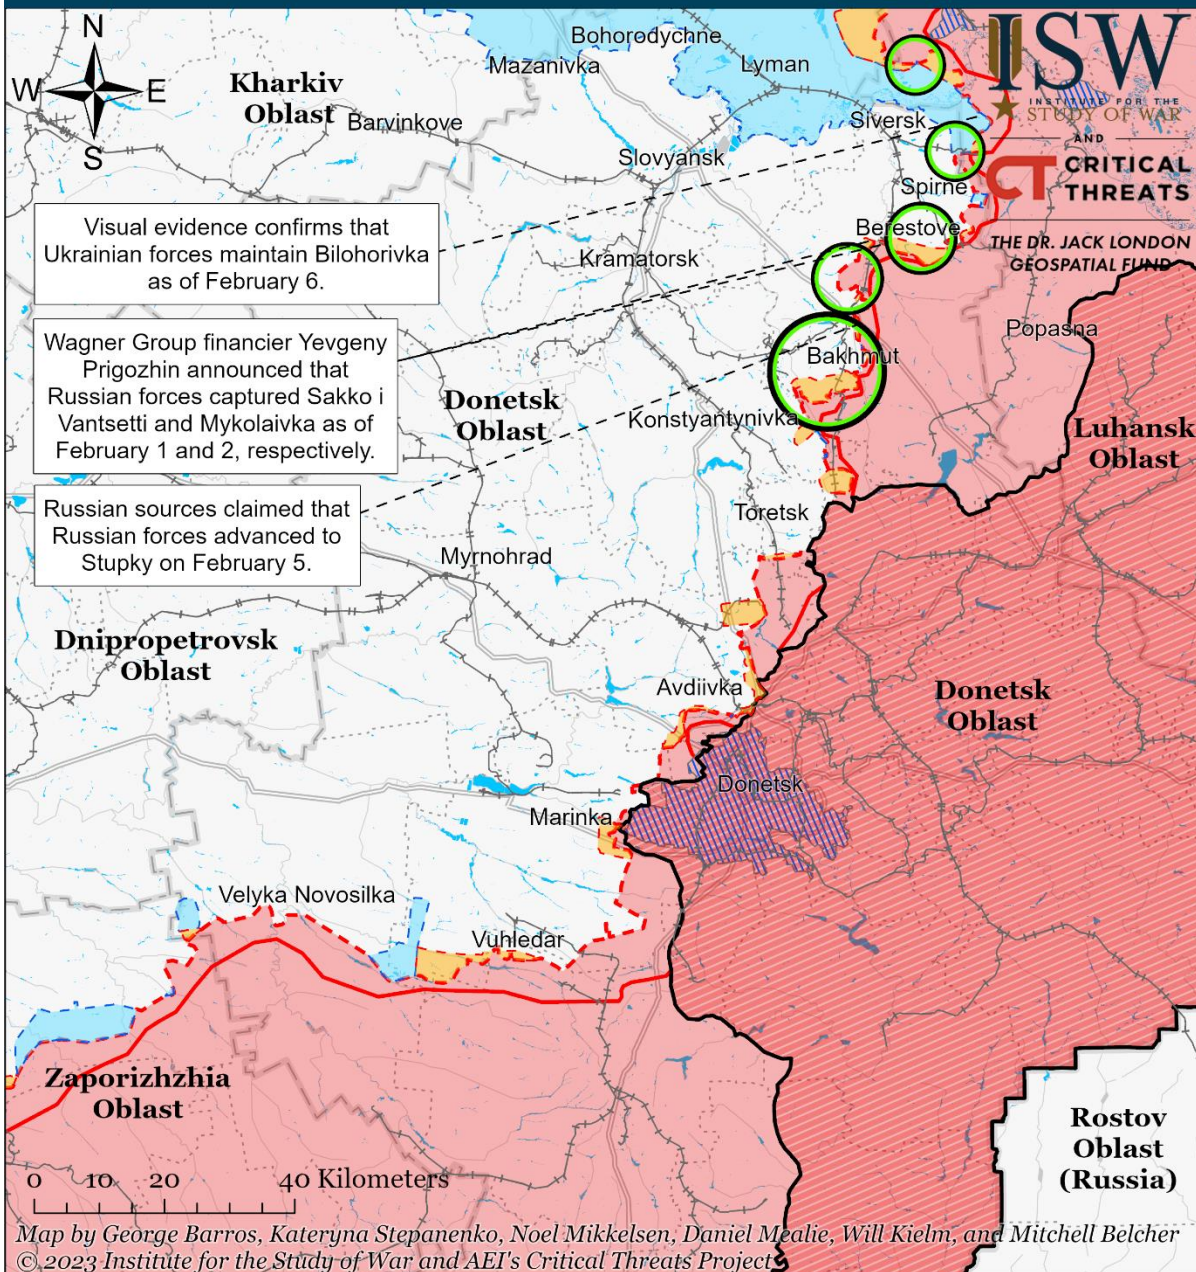 N
W
E
S
Kharkiv
Oblast
Bohorodychne
Mazanivka
Lyman
Barvinkove
Siversk
Slovyansk
Spirne
Berestove
Kramatorsk
Popasna
Bakhmut
Konstyantynivka
Donetsk
Oblast
Luhansk
Oblast
Toretsk
Myrnohrad
Dnipropetrovsk
Oblast
Avdiivka
Donetsk
Oblast
Donetsk
Marinka
Velyka Novosilka
Vuhledar
Zaporizhzhia
Oblast
Rostov
Oblast
(Russia)
ISW
INSTITUTE FOR THE
STUDY OF WAR
AND
CT CRITICAL
THREATS
THE DR. JACK LONDON
GEOSPATIAL FUND
Visual evidence confirms that
Ukrainian forces maintain Bilohorivka
as of February 6.
Wagner Group financier Yevgeny
Prigozhin announced that
Russian forces captured Sakko i
Vantsetti and Mykolaivka as of
February 1 and 2, respectively.
Russian sources claimed that
Russian forces advanced to
Stupky on February 5.
0 10 20 40 Kilometers
Map by George Barros, Kateryna Stepanenko, Noel Mikkelsen, Daniel Mealie, Will Kielm, and Mitchell Belcher
© 2023 Institute for the Study of War and AEI's Critical Threats Project